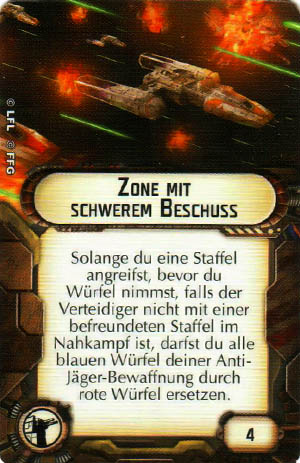 © LFL © FFG
ZONE MIT
SCHWEREM BESCHUSS
Solange du eine Staffel
angreifst, bevor du
Würfel nimmst, falls der
Verteidiger nicht mit einer
befreundeten Staffel im
Nahkampf ist, darfst du alle
blauen Würfel deiner Anti-
Jäger-Bewaffnung durch
rote Würfel ersetzen.
4